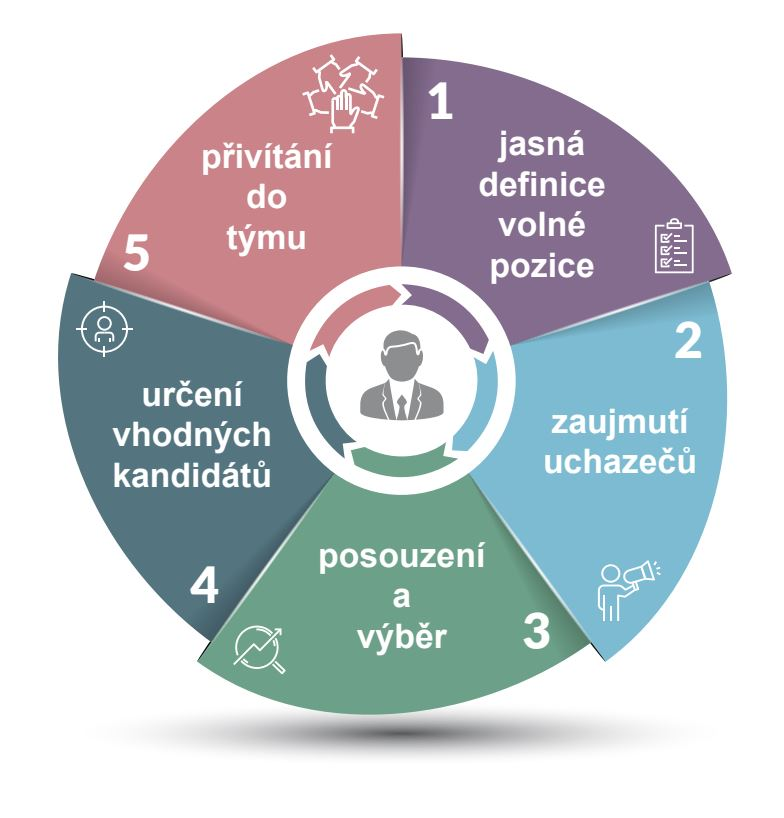 1
jasná
definice
volné
pozice
2
zaujmutí
uchazečů
3
posouzení
a
výběr
4
určení
vhodných
kandidátů
5
přivítání
do
týmu